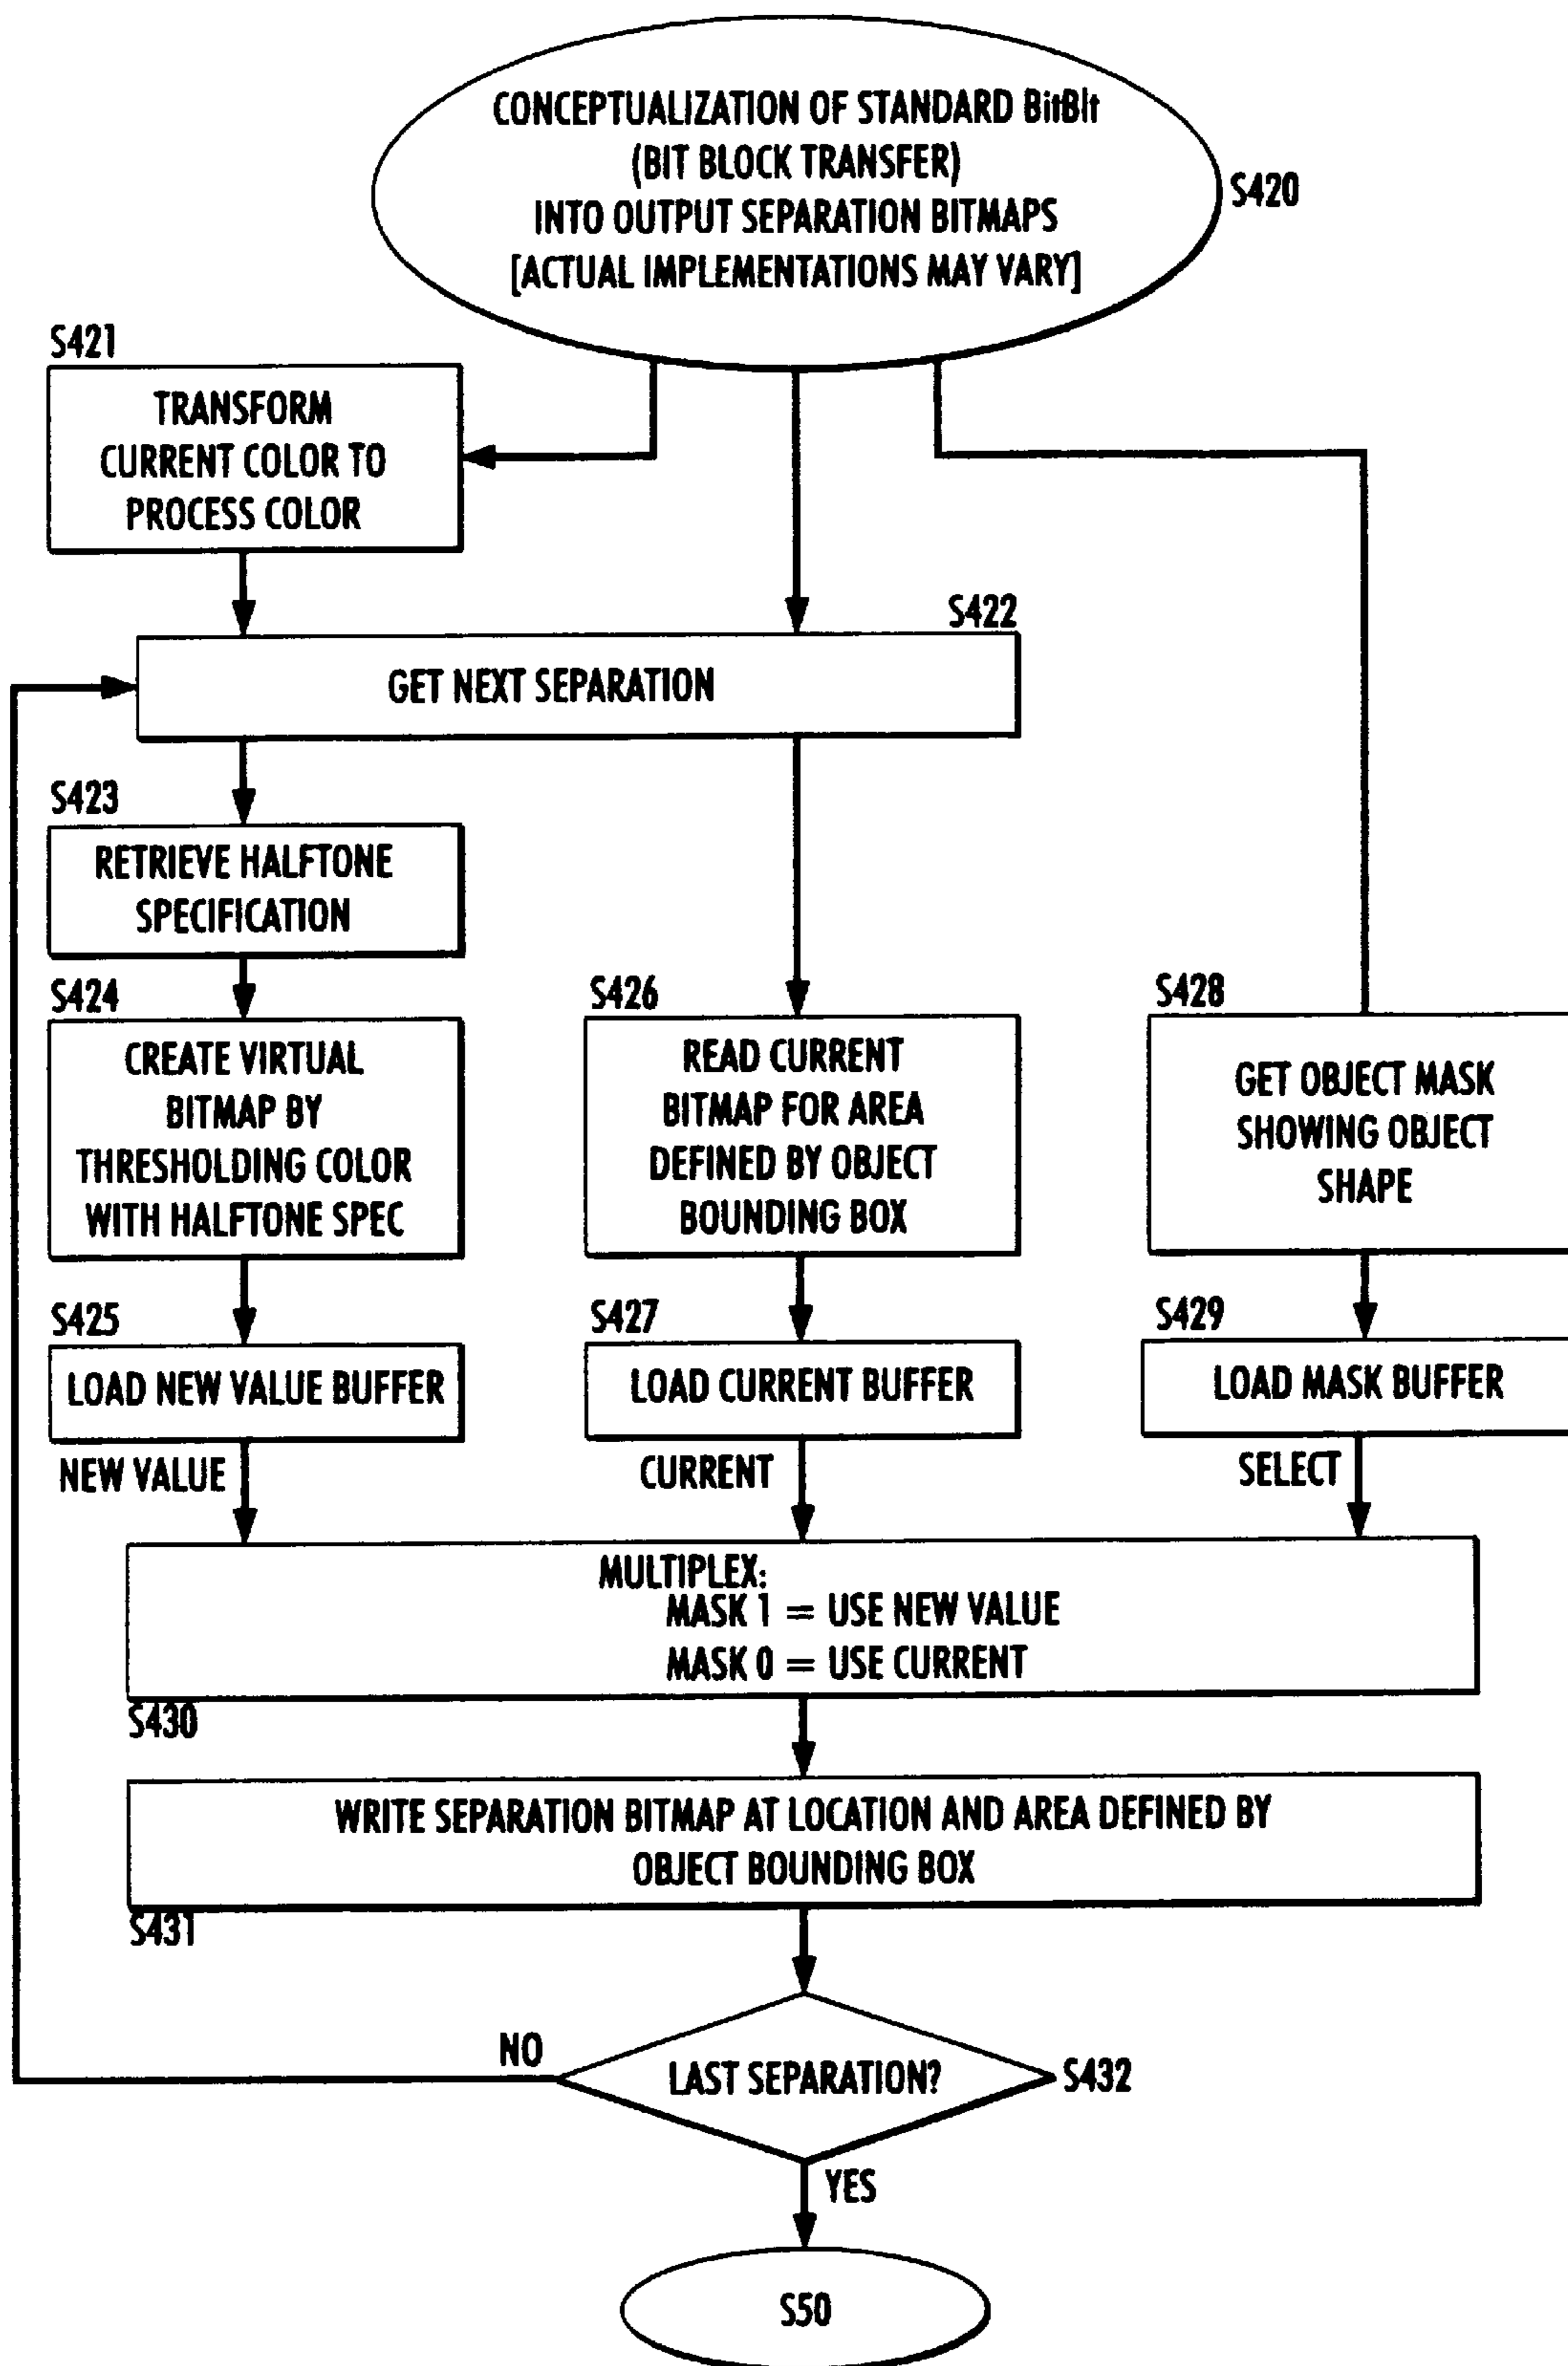 CONCEPTUALIZATION OF STANDARD BitBlt
(BIT BLOCK TRANSFER)
INTO OUTPUT SEPARATION BITMAPS
[ACTUAL IMPLEMENTATIONS MAY VARY]
S420
S421
TRANSFORM
CURRENT COLOR TO
PROCESS COLOR
S422
GET NEXT SEPARATION
S423
RETRIEVE HALFTONE
SPECIFICATION
S424
CREATE VIRTUAL
BITMAP BY
THRESHOLDING COLOR
WITH HALFTONE SPEC
S426
READ CURRENT
BITMAP FOR AREA
DEFINED BY OBJECT
BOUNDING BOX
S428
GET OBJECT MASK
SHOWING OBJECT
SHAPE
S425
LOAD NEW VALUE BUFFER
S427
LOAD CURRENT BUFFER
S429
LOAD MASK BUFFER
NEW VALUE
CURRENT
SELECT
MULTIPLEX:
MASK 1 = USE NEW VALUE
MASK 0 = USE CURRENT
S430
WRITE SEPARATION BITMAP AT LOCATION AND AREA DEFINED BY
OBJECT BOUNDING BOX
S431
NO
LAST SEPARATION?
S432
YES
S50